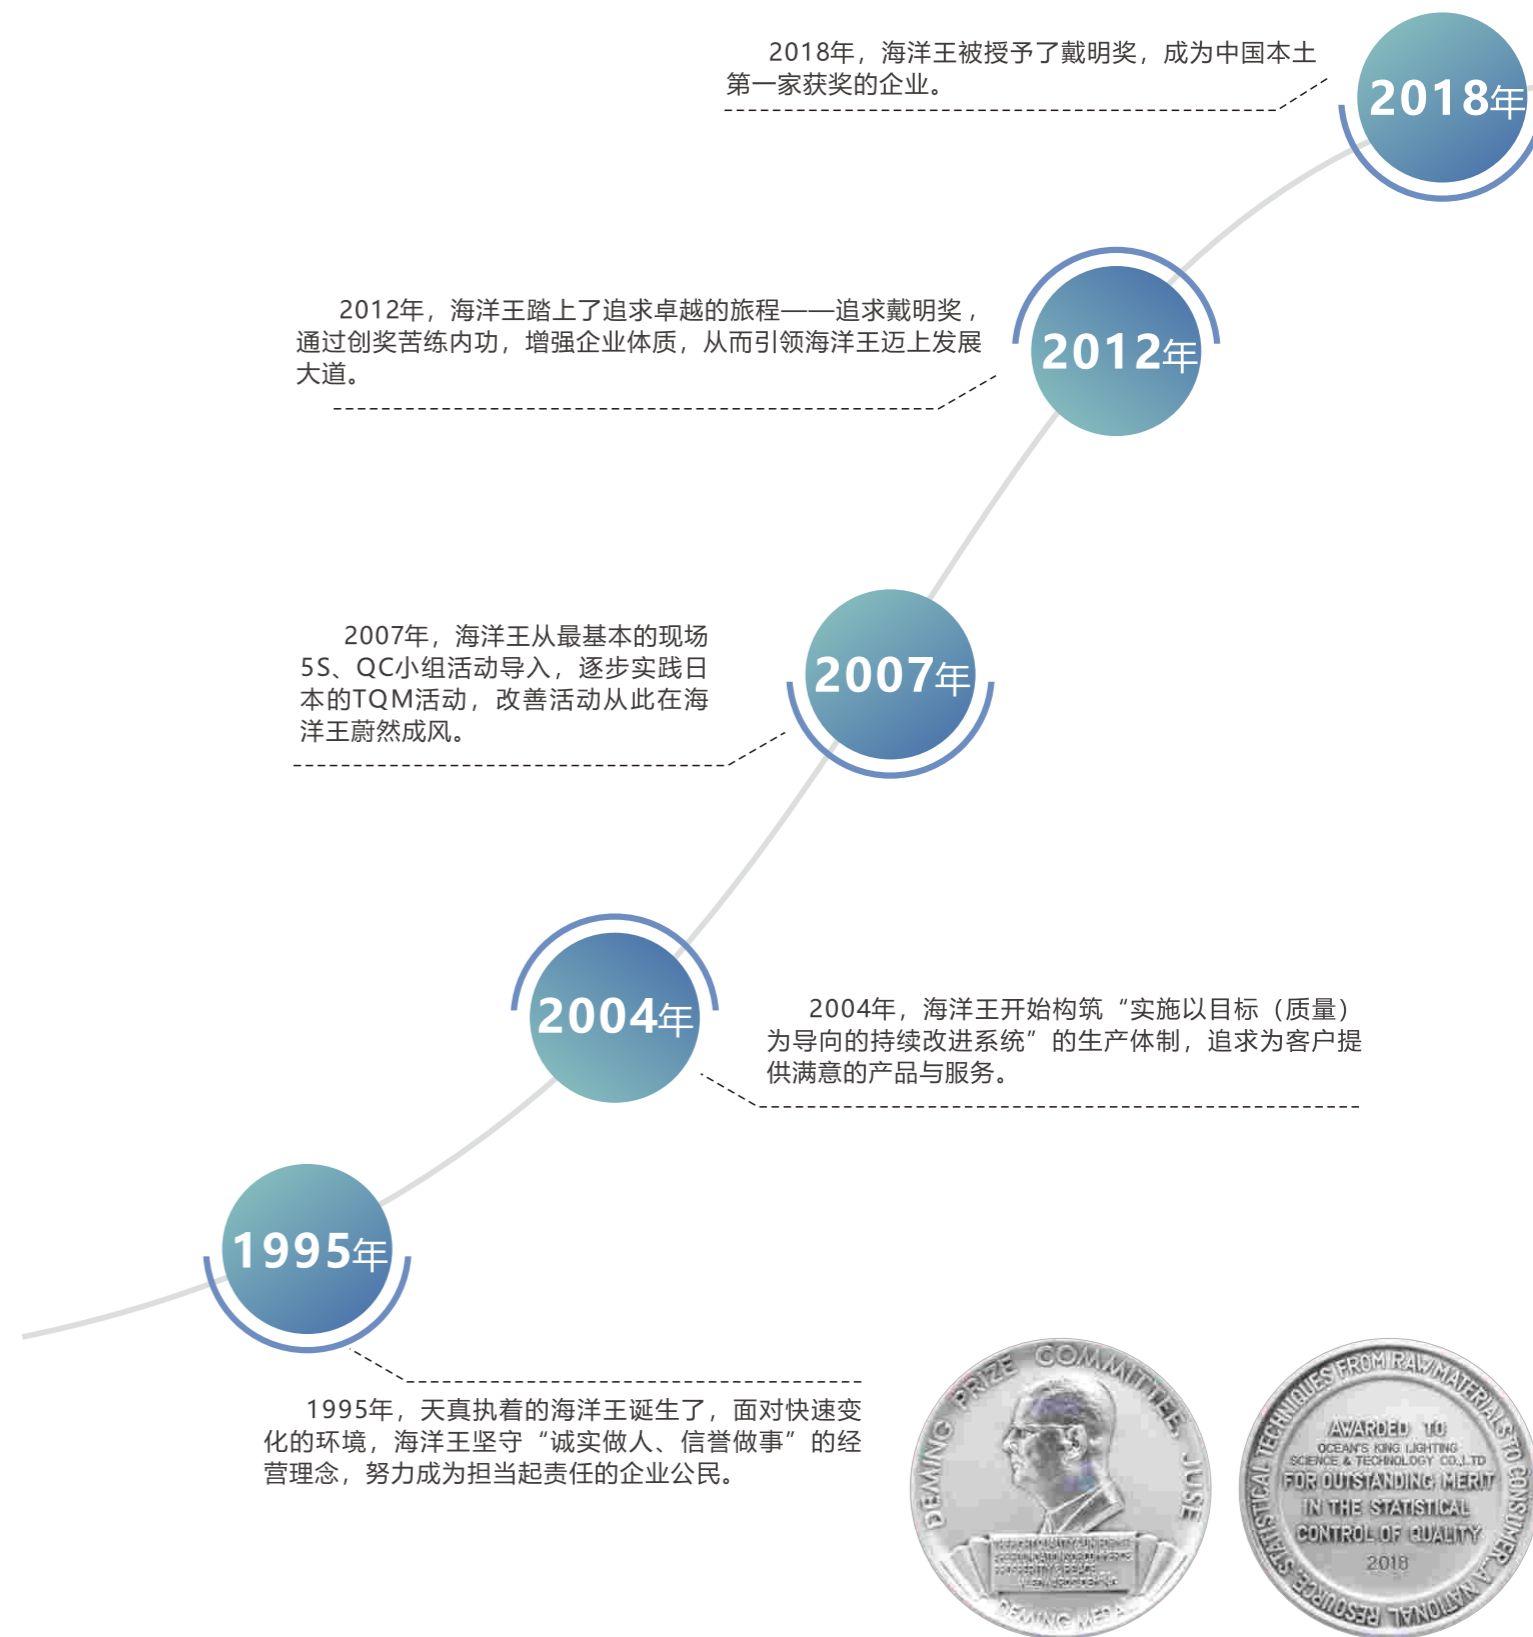 2018年，海洋王被授予了戴明奖，成为中国本土
第一家获奖的企业。
2018年
2012年，海洋王踏上了追求卓越的旅程——追求戴明奖，
通过创奖苦练内功，增强企业体质，从而引领海洋王迈上发展
大道。
2012年
2007年，海洋王从最基本的现场
5S、QC小组活动导入，逐步实践日
本的TQM活动，改善活动从此在海
洋王蔚然成风。
2007年
2004年
2004年，海洋王开始构筑“实施以目标（质量）
为导向的持续改进系统”的生产体制，追求为客户提
供满意的产品与服务。
1995年
1995年，天真执着的海洋王诞生了，面对快速变
化的环境，海洋王坚守“诚实做人、信誉做事”的经
营理念，努力成为担当起责任的企业公民。
DEMING PRIZE COMMITTEE, JUSE
DEMING MEDAL
STATISTICAL TECHNIQUES FROM RAW MATERIALS TO CONSUMER A NATIONAL RESOURCE
AWARDED TO
OCEAN'S KING LIGHTING
SCIENCE & TECHNOLOGY CO.,LTD
FOR OUTSTANDING MERIT
IN THE STATISTICAL
CONTROL OF QUALITY
2018